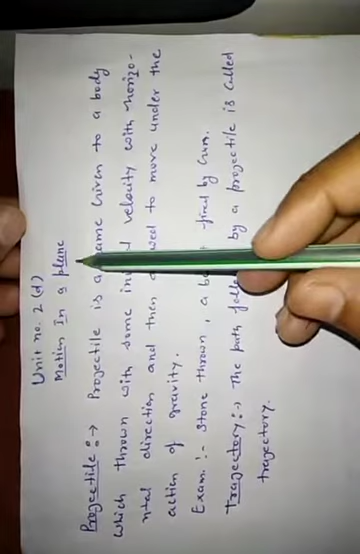 Unit no. 2 (d)
Motion In a plane
Projectile :→ Projectile is a name Given to a body
which thrown with some velocity with horizo-
ntal direction and then to move under the
action of gravity.
Exam. :- Stone thrown, a fired by Gun.
Trajectory :→ The path by a projectile is called
trajectory.